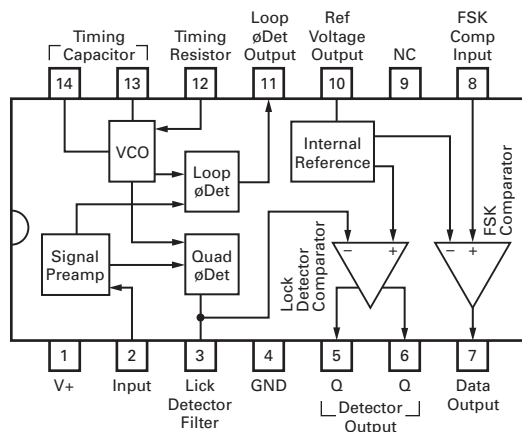 Timing
Capacitor
Timing
Resistor
Loop
øDet
Output
Ref
Voltage
Output
NC
FSK
Comp
Input
14
13
12
11
10
9
8
VCO
Loop
øDet
Internal
Reference
Signal
Preamp
Quad
øDet
Lock
Detector
Comparator
− +
− +
FSK
Comparator
1
2
3
4
5
6
7
V+
Input
Lick
Detector
Filter
GND
Q
Q
Detector
Output
Data
Output